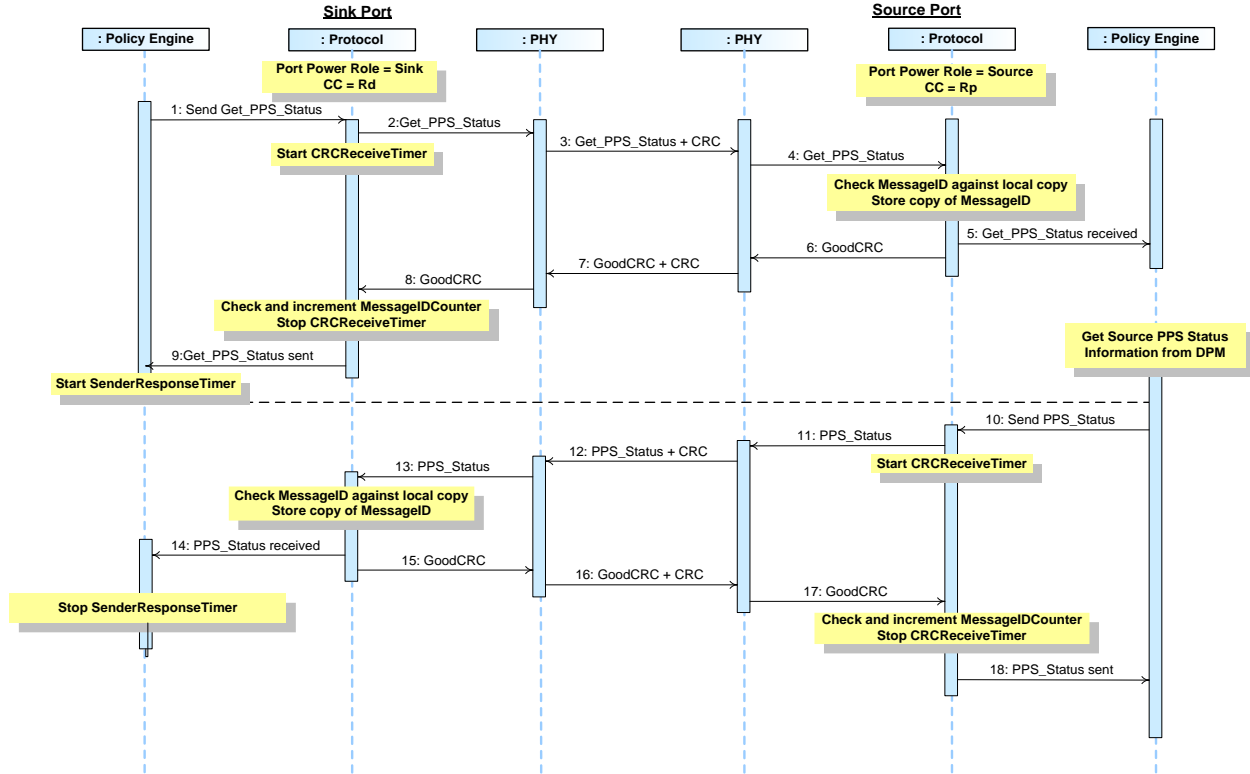 Sink Port
Source Port
: Policy Engine
: Protocol
: PHY
: PHY
: Protocol
: Policy Engine
Port Power Role = Sink
CC = Rd
Port Power Role = Source
CC = Rp
1: Send Get_PPS_Status
2:Get_PPS_Status
Start CRCReceiveTimer
3: Get_PPS_Status + CRC
4: Get_PPS_Status
Check MessageID against local copy
Store copy of MessageID
5: Get_PPS_Status received
6: GoodCRC
7: GoodCRC + CRC
8: GoodCRC
Check and increment MessageIDCounter
Stop CRCReceiveTimer
9:Get_PPS_Status sent
Start SenderResponseTimer
Get Source PPS Status
Information from DPM
10: Send PPS_Status
11: PPS_Status
Start CRCReceiveTimer
12: PPS_Status + CRC
13: PPS_Status
Check MessageID against local copy
Store copy of MessageID
14: PPS_Status received
15: GoodCRC
16: GoodCRC + CRC
17: GoodCRC
Stop SenderResponseTimer
Check and increment MessageIDCounter
Stop CRCReceiveTimer
18: PPS_Status sent